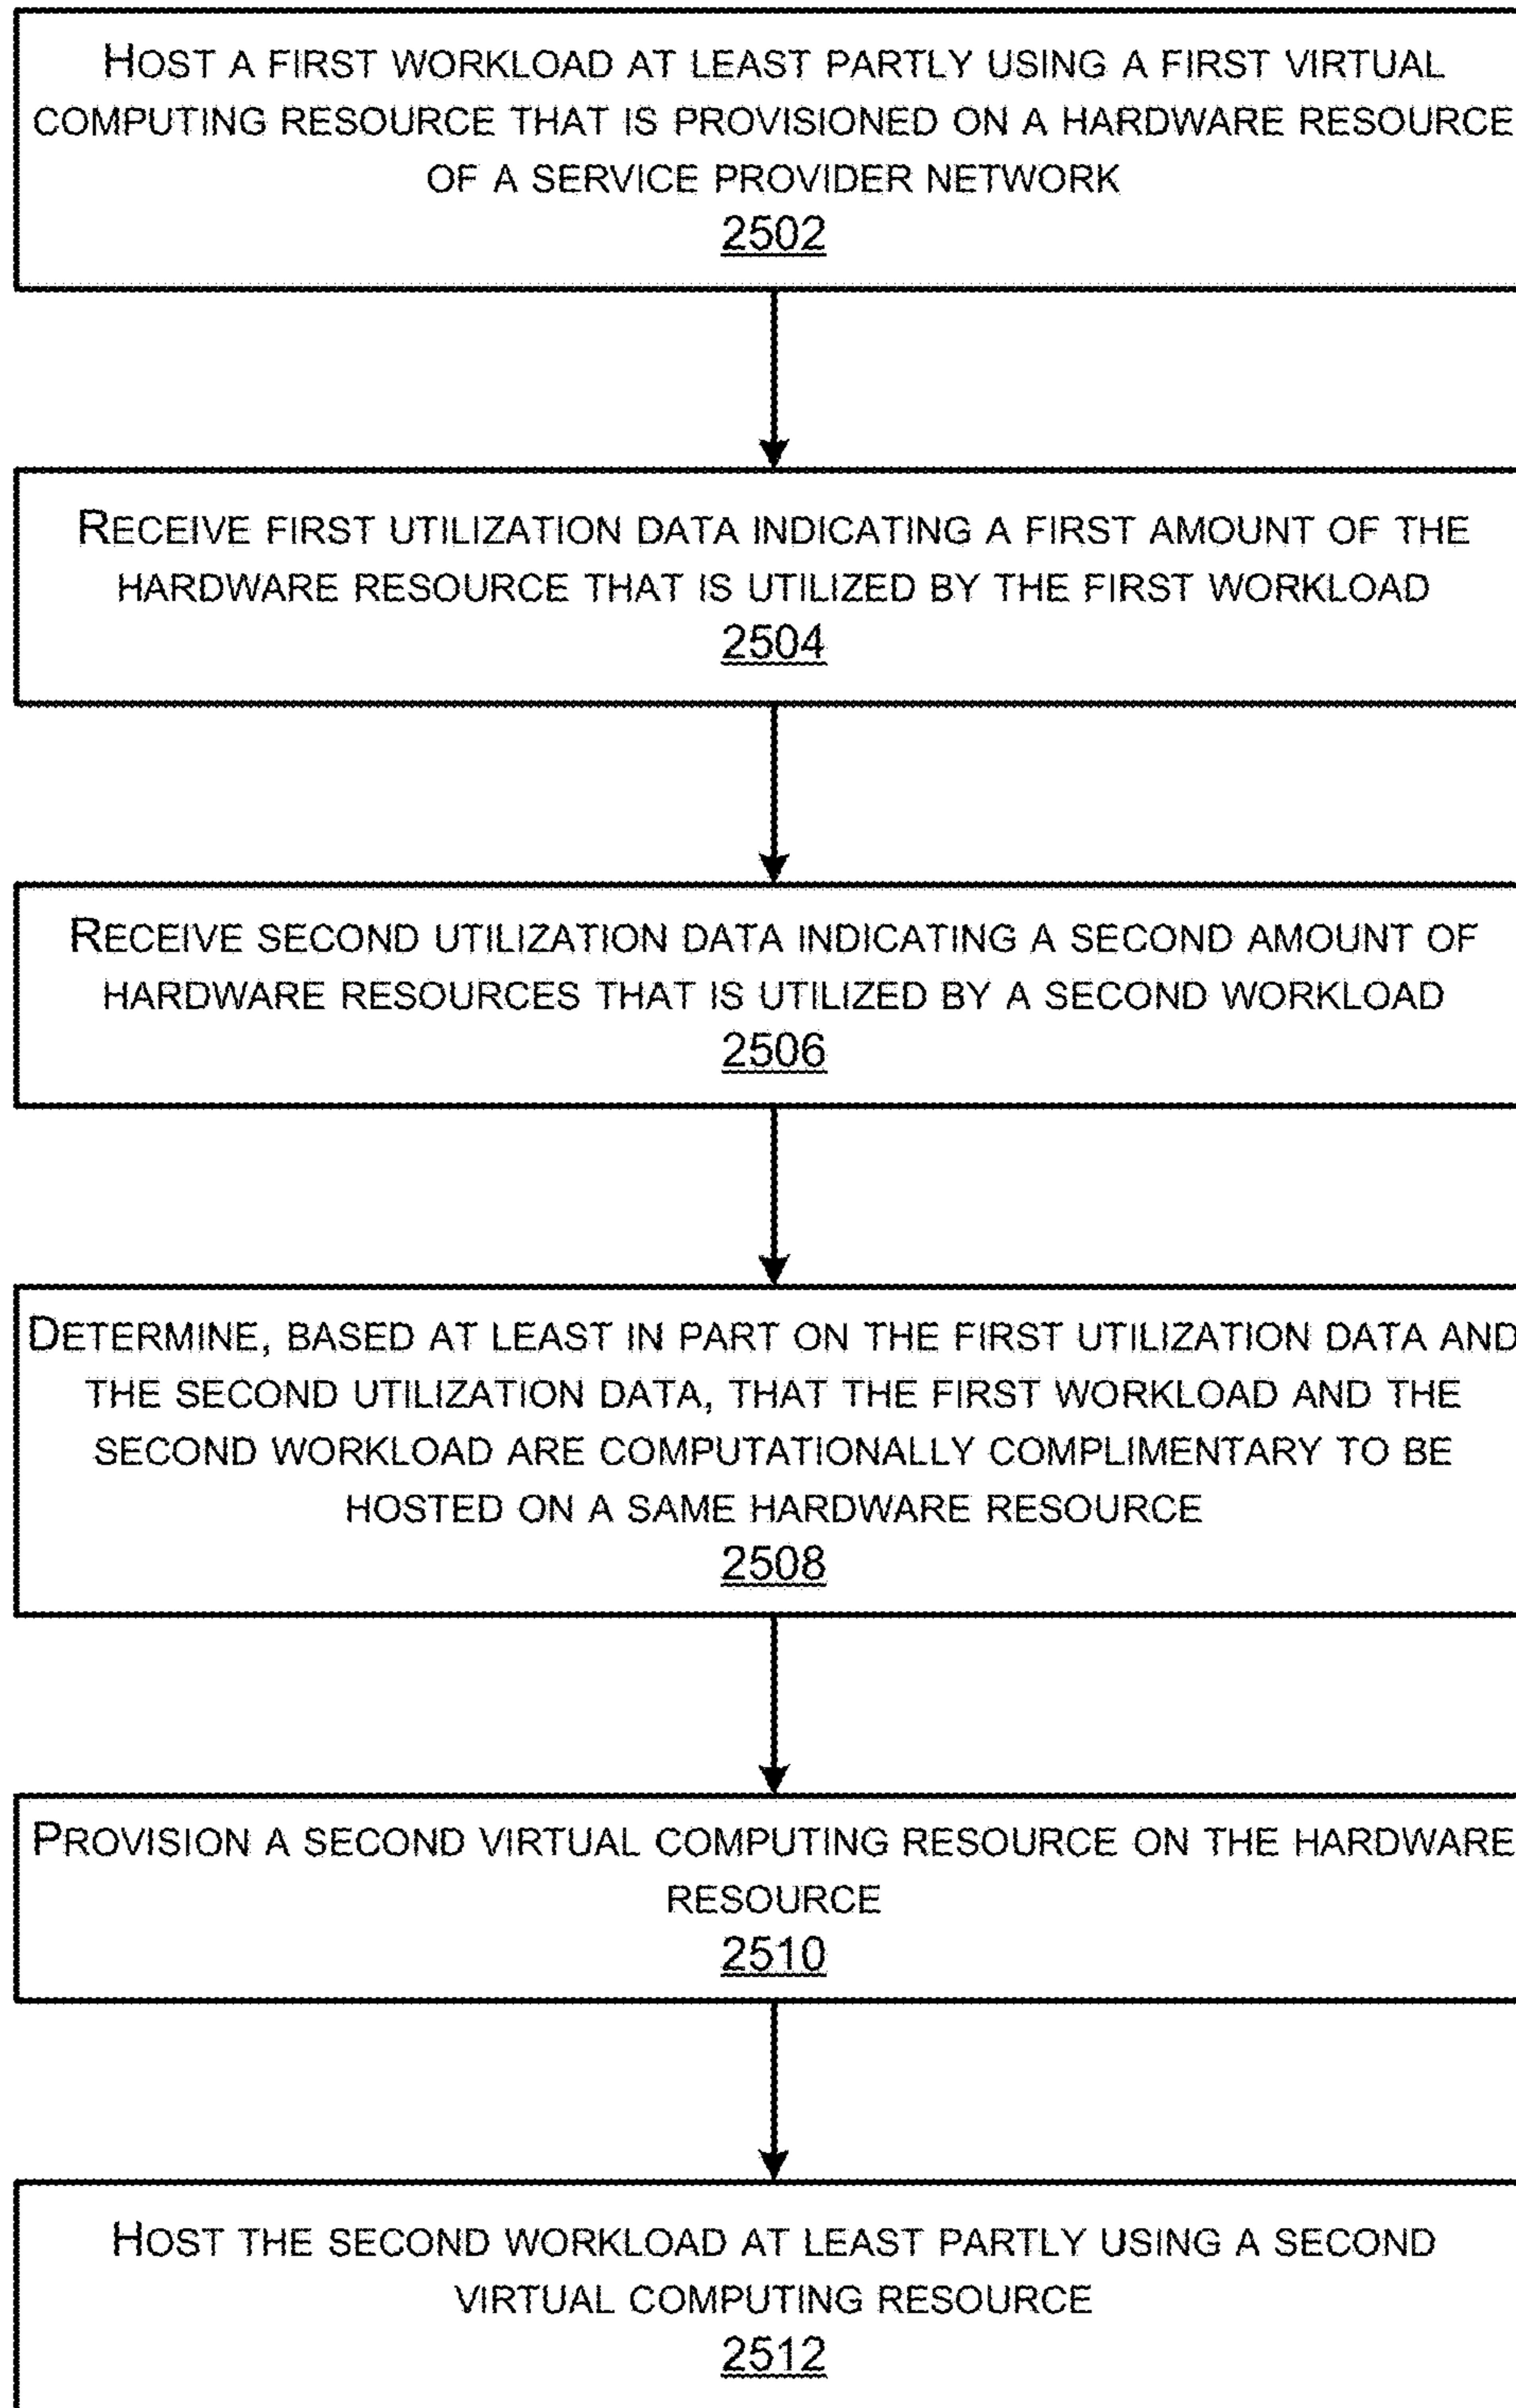 HOST A FIRST WORKLOAD AT LEAST PARTLY USING A FIRST VIRTUAL
COMPUTING RESOURCE THAT IS PROVISIONED ON A HARDWARE RESOURCE
OF A SERVICE PROVIDER NETWORK
2502
RECEIVE FIRST UTILIZATION DATA INDICATING A FIRST AMOUNT OF THE
HARDWARE RESOURCE THAT IS UTILIZED BY THE FIRST WORKLOAD
2504
RECEIVE SECOND UTILIZATION DATA INDICATING A SECOND AMOUNT OF
HARDWARE RESOURCES THAT IS UTILIZED BY A SECOND WORKLOAD
2506
DETERMINE, BASED AT LEAST IN PART ON THE FIRST UTILIZATION DATA AND
THE SECOND UTILIZATION DATA, THAT THE FIRST WORKLOAD AND THE
SECOND WORKLOAD ARE COMPUTATIONALLY COMPLIMENTARY TO BE
HOSTED ON A SAME HARDWARE RESOURCE
2508
PROVISION A SECOND VIRTUAL COMPUTING RESOURCE ON THE HARDWARE
RESOURCE
2510
HOST THE SECOND WORKLOAD AT LEAST PARTLY USING A SECOND
VIRTUAL COMPUTING RESOURCE
2512